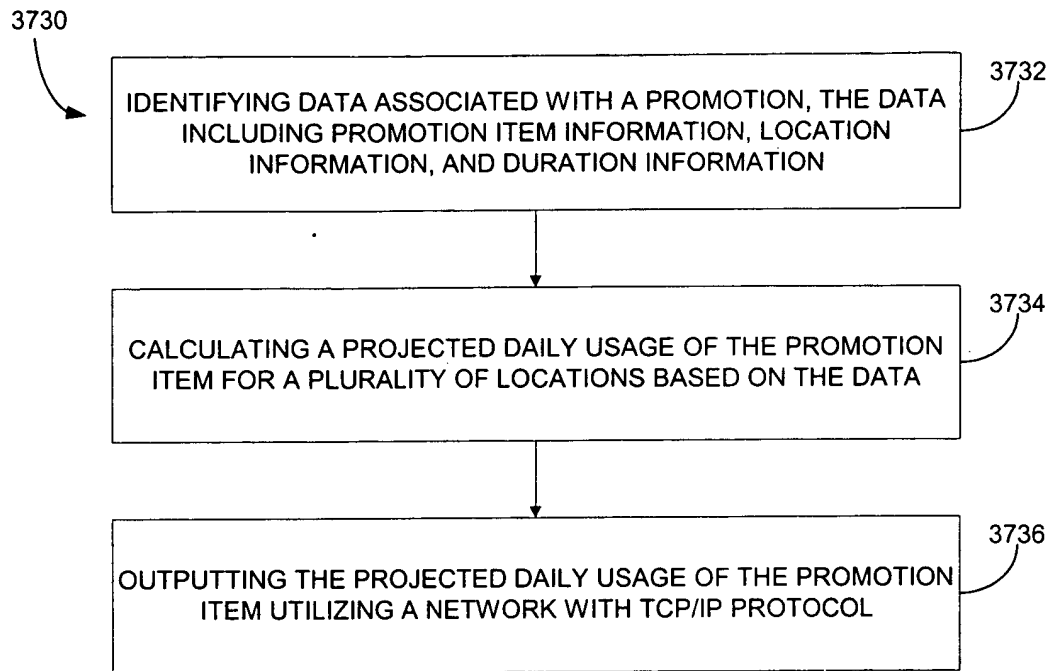 3730
3732
IDENTIFYING DATA ASSOCIATED WITH A PROMOTION, THE DATA
INCLUDING PROMOTION ITEM INFORMATION, LOCATION
INFORMATION, AND DURATION INFORMATION
3734
CALCULATING A PROJECTED DAILY USAGE OF THE PROMOTION
ITEM FOR A PLURALITY OF LOCATIONS BASED ON THE DATA
3736
OUTPUTTING THE PROJECTED DAILY USAGE OF THE PROMOTION
ITEM UTILIZING A NETWORK WITH TCP/IP PROTOCOL